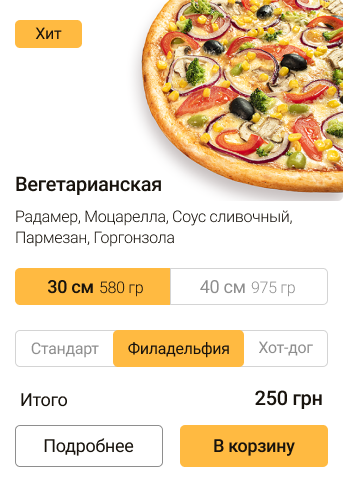 Хит
Вегетарианская
Радамер, Моцарелла, Соус сливочный,
Пармезан, Горгонзола
30 см 580 гр 40 см 975 гр
Стандарт Филадельфия Хот-дог
Итого 250 грн
Подробнее В корзину